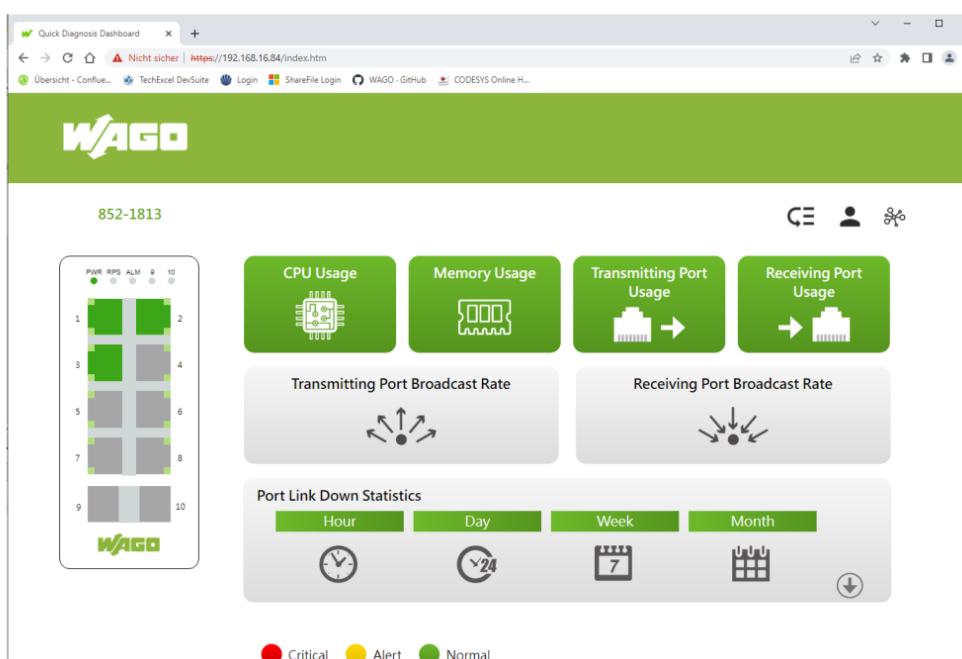 Quick Diagnosis Dashboard
Nicht sicher | https://192.168.16.84/index.htm
Übersicht - Conflue... TechExcel DevSuite Login ShareFile Login WAGO - GitHub CODESYS Online H...
WAGO
852-1813
PWR RPS ALM 9 10
1 2
3 4
5 6
7 8
9 10
WAGO
CPU Usage
Memory Usage
Transmitting Port
Usage
Receiving Port
Usage
Transmitting Port Broadcast Rate
Receiving Port Broadcast Rate
Port Link Down Statistics
Hour Day Week Month
24 7
Critical Alert Normal